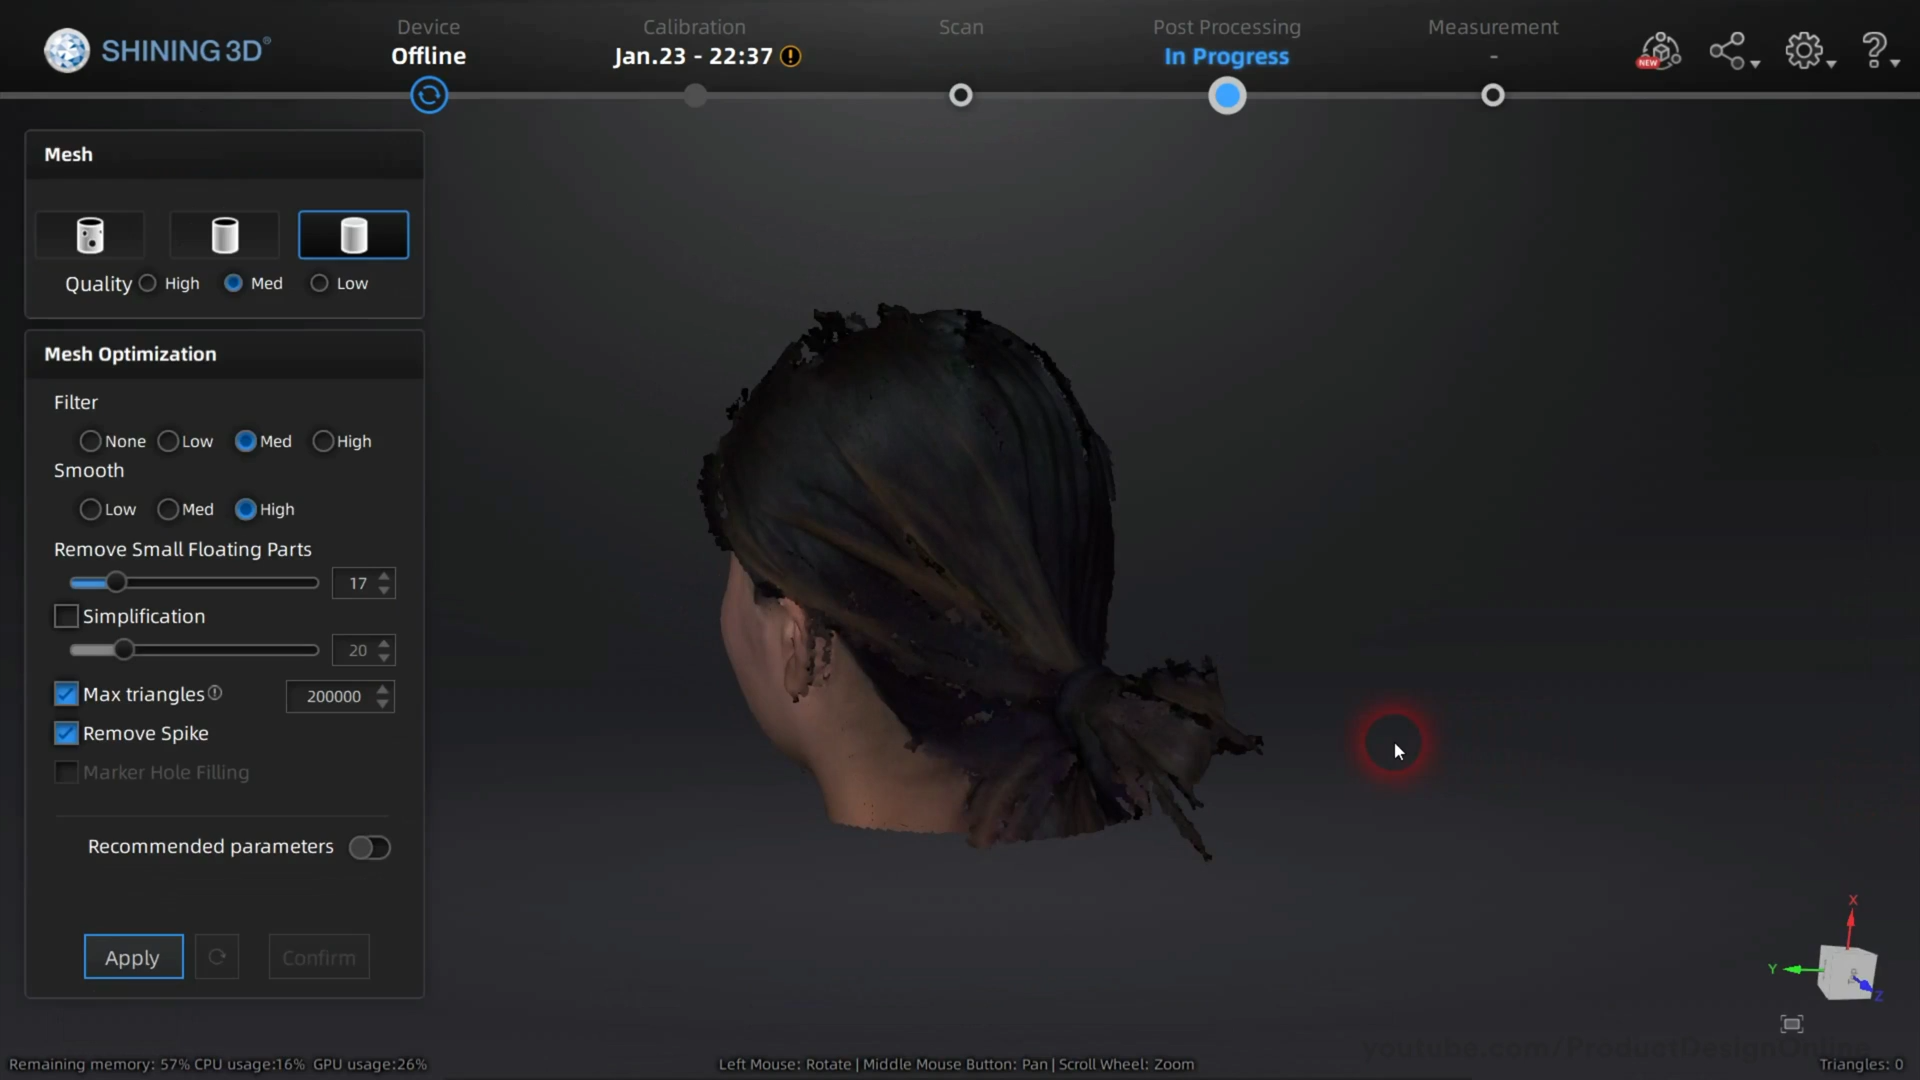 SHINING 3D®
Device
Offline
Calibration
Jan.23 - 22:37
Scan
Post Processing
In Progress
Measurement
-
NEW
Mesh
Quality High Med Low
Mesh Optimization
Filter
None Low Med High
Smooth
Low Med High
Remove Small Floating Parts
17
Simplification
20
Max triangles 200000
Remove Spike
Marker Hole Filling
Recommended parameters
Apply Confirm
X
Y
Z
youtube.com/ProductDesignOnline
Remaining memory: 57% CPU usage:16% GPU usage:26%
Left Mouse: Rotate | Middle Mouse Button: Pan | Scroll Wheel: Zoom
Triangles: 0